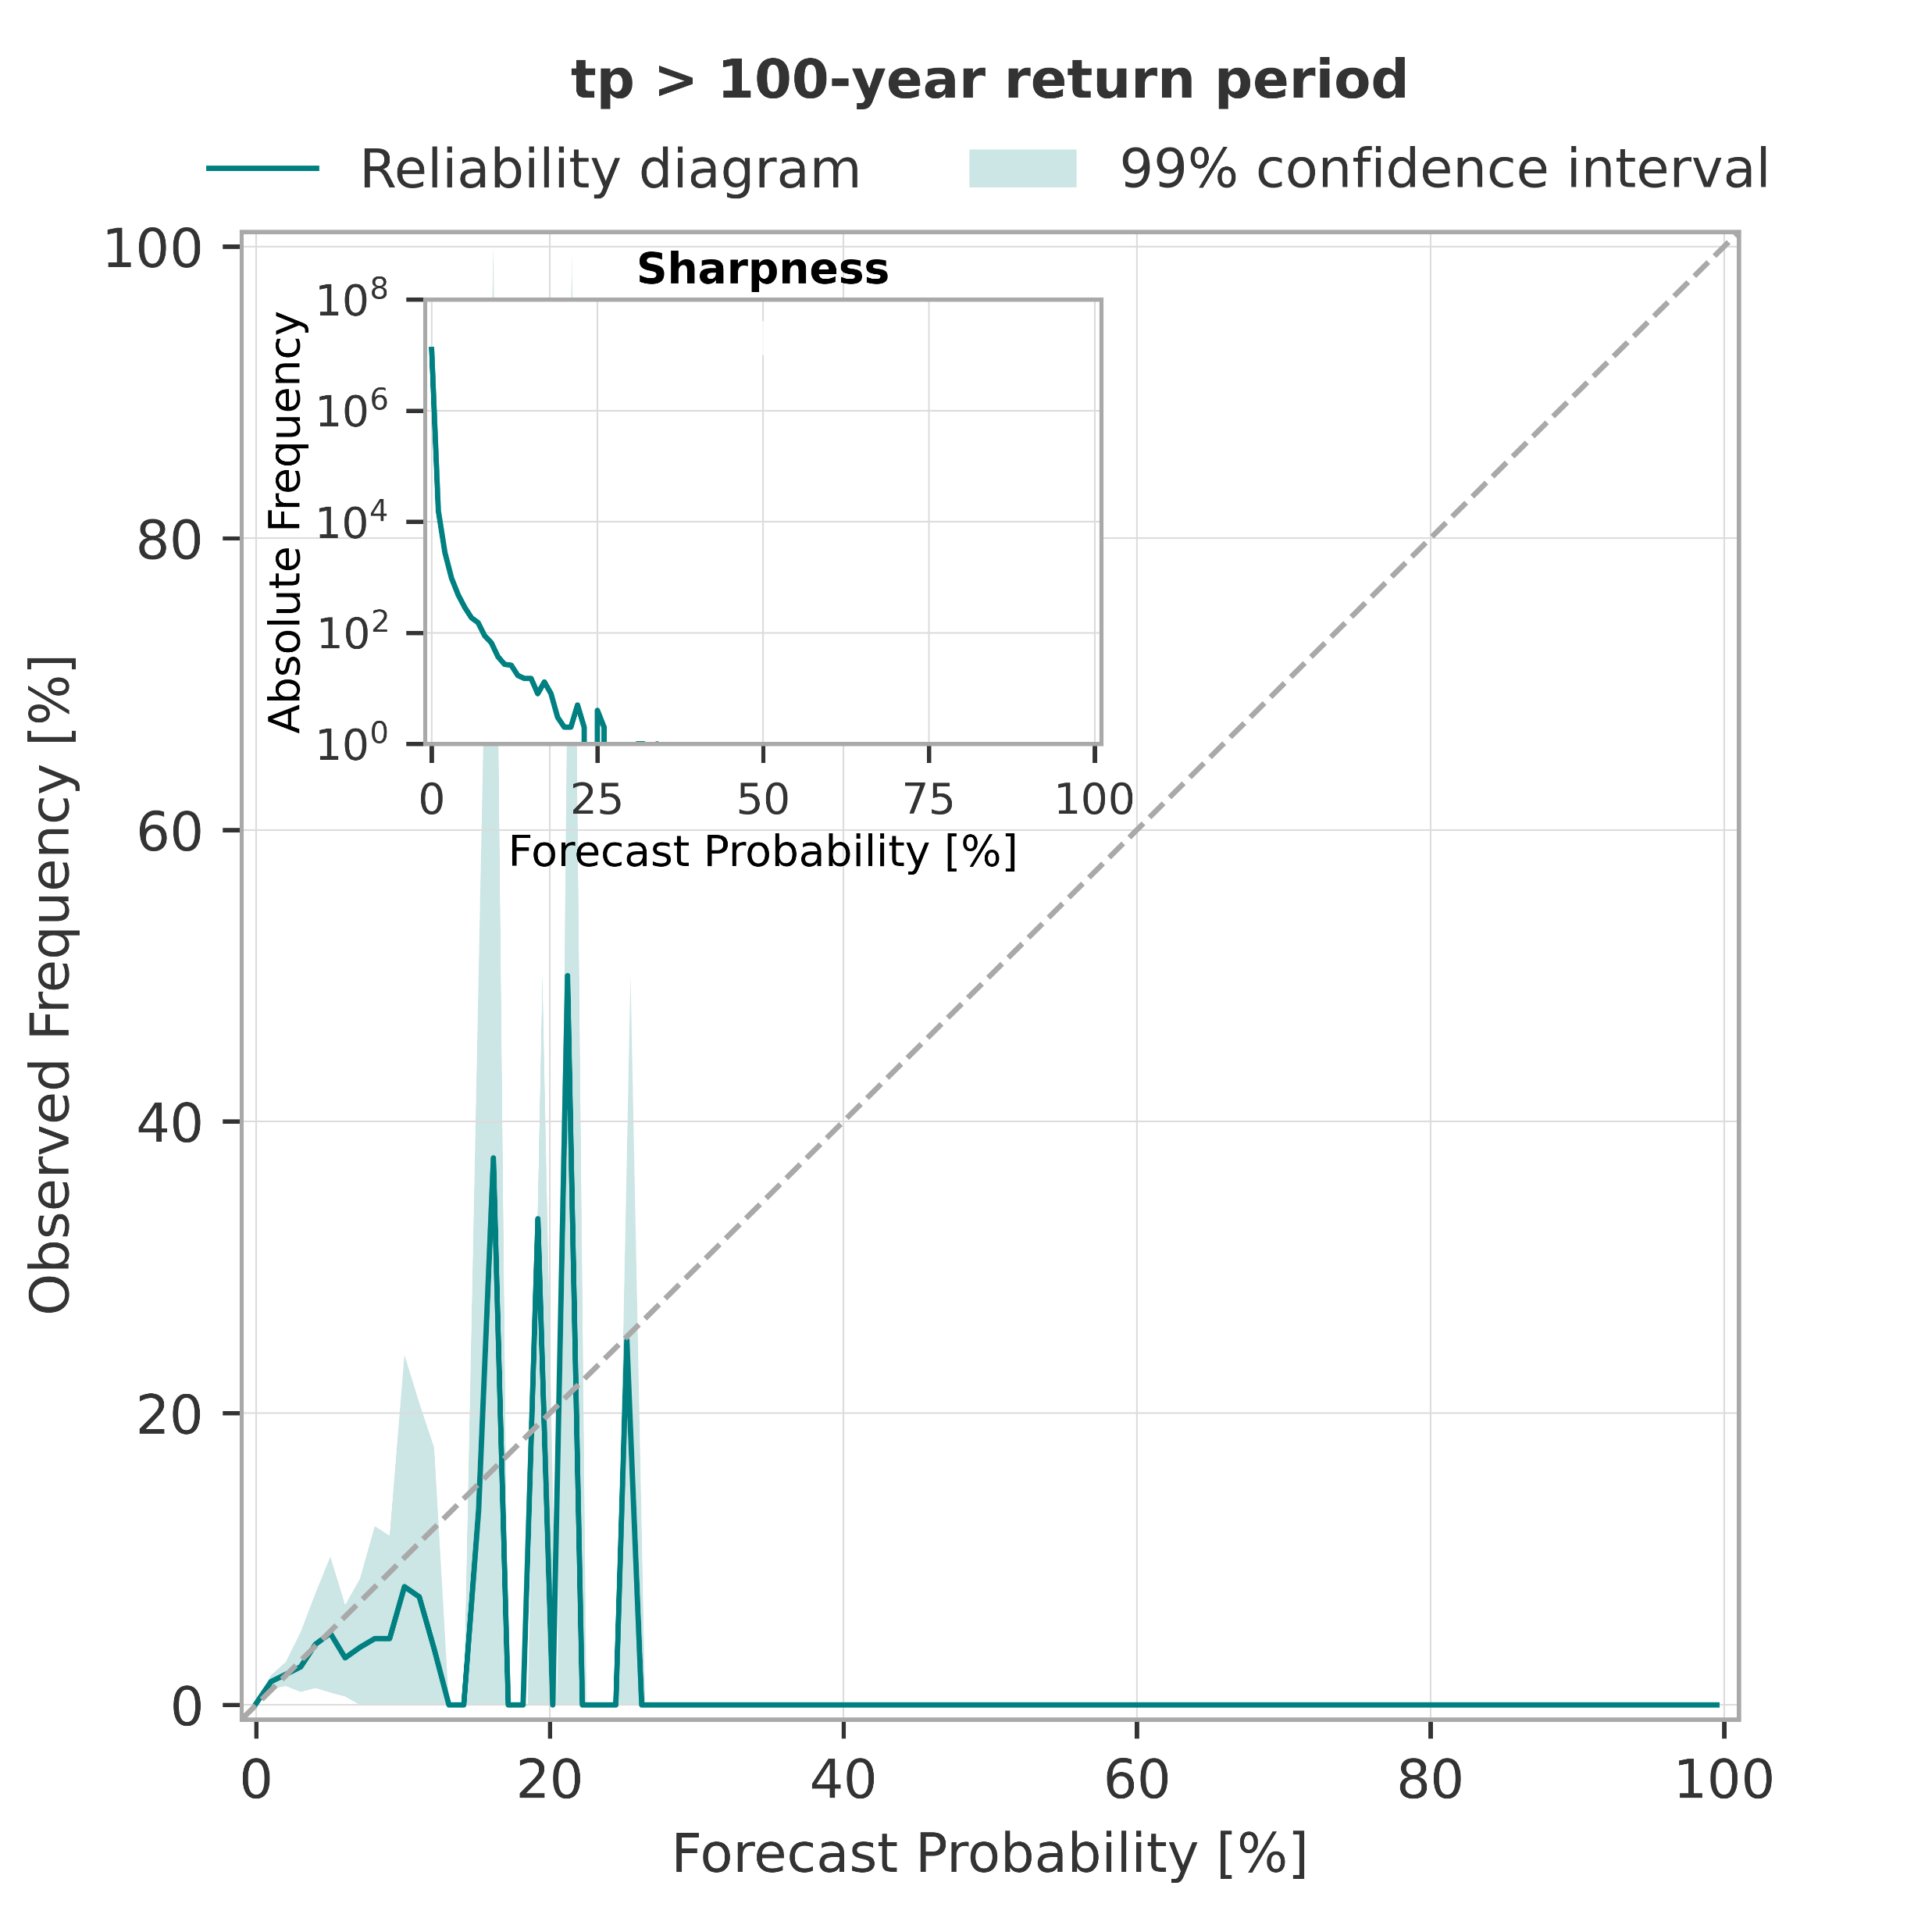 tp > 100-year return period
Reliability diagram 99% confidence interval
Sharpness
Absolute Frequency
10⁸
10⁶
10⁴
10²
10⁰
0 25 50 75 100
Forecast Probability [%]
Observed Frequency [%]
100
80
60
40
20
0
0 20 40 60 80 100
Forecast Probability [%]